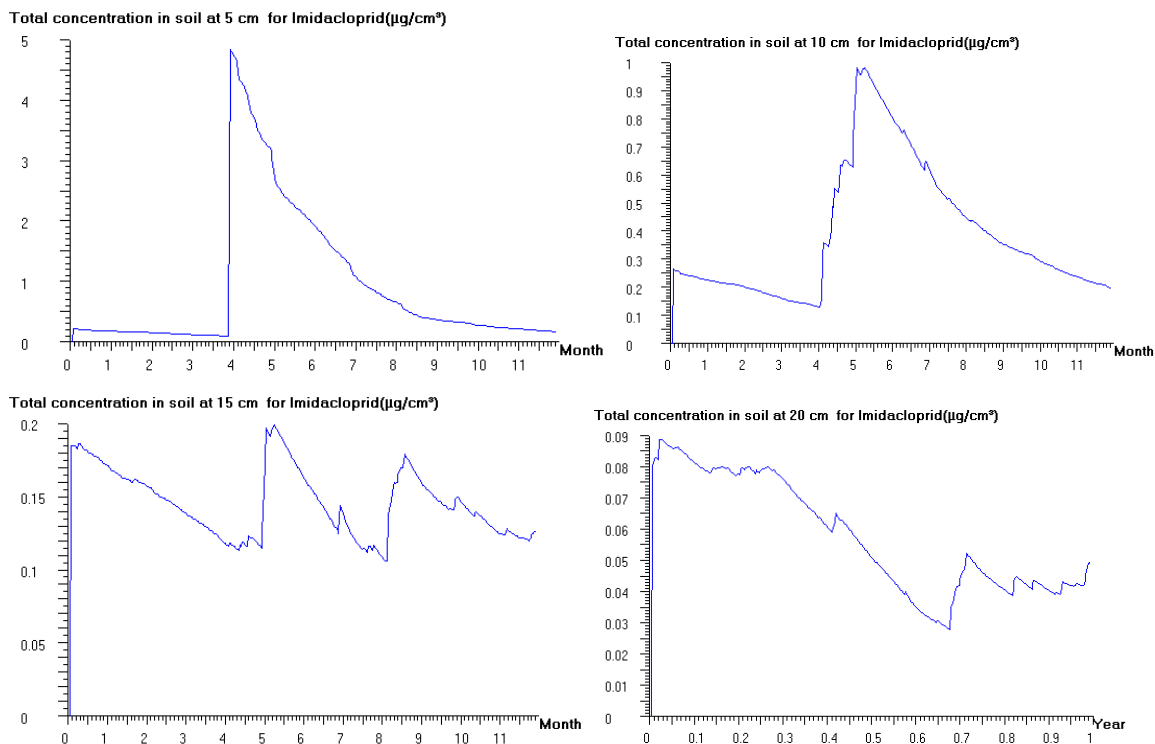 Total concentration in soil at 5 cm for Imidacloprid(µg/cm³)
5
4
3
2
1
0
0 1 2 3 4 5 6 7 8 9 10 11
Month
Total concentration in soil at 10 cm for Imidacloprid(µg/cm³)
1
0.9
0.8
0.7
0.6
0.5
0.4
0.3
0.2
0.1
0
0 1 2 3 4 5 6 7 8 9 10 11
Month
Total concentration in soil at 15 cm for Imidacloprid(µg/cm³)
0.2
0.15
0.1
0.05
0
0 1 2 3 4 5 6 7 8 9 10 11
Month
Total concentration in soil at 20 cm for Imidacloprid(µg/cm³)
0.09
0.08
0.07
0.06
0.05
0.04
0.03
0.02
0.01
0
0 0.1 0.2 0.3 0.4 0.5 0.6 0.7 0.8 0.9 1
Year